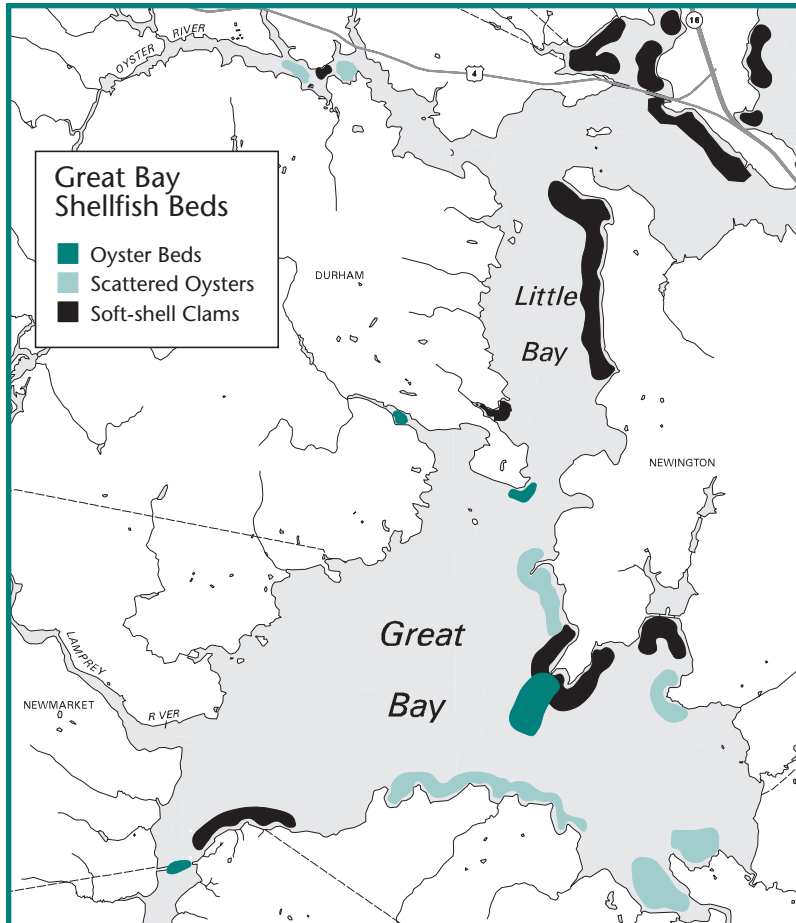 OYSTER RIVER
4
16
Great Bay
Shellfish Beds
Oyster Beds
Scattered Oysters
Soft-shell Clams
DURHAM
Little
Bay
NEWINGTON
Great
Bay
LAMPREY
R VER
NEWMARKET